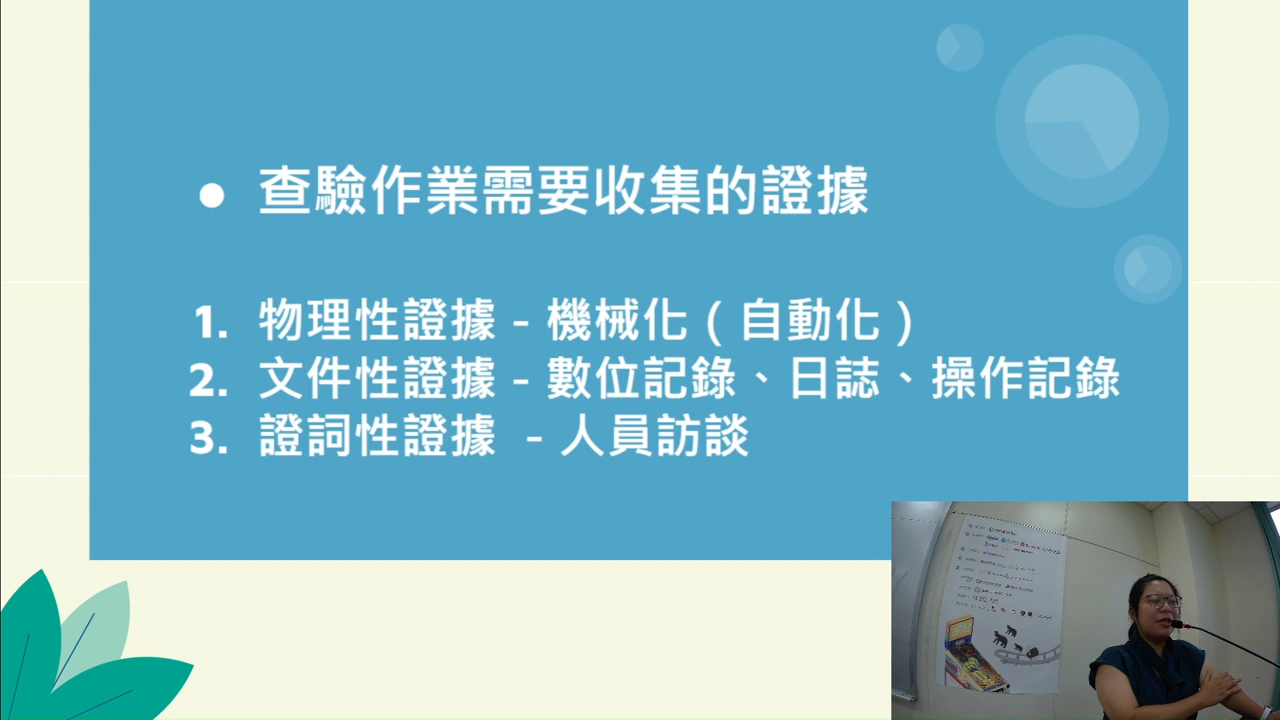 ● 查驗作業需要收集的證據
1. 物理性證據 - 機械化（自動化）
2. 文件性證據 - 數位記錄、日誌、操作記錄
3. 證詞性證據 - 人員訪談